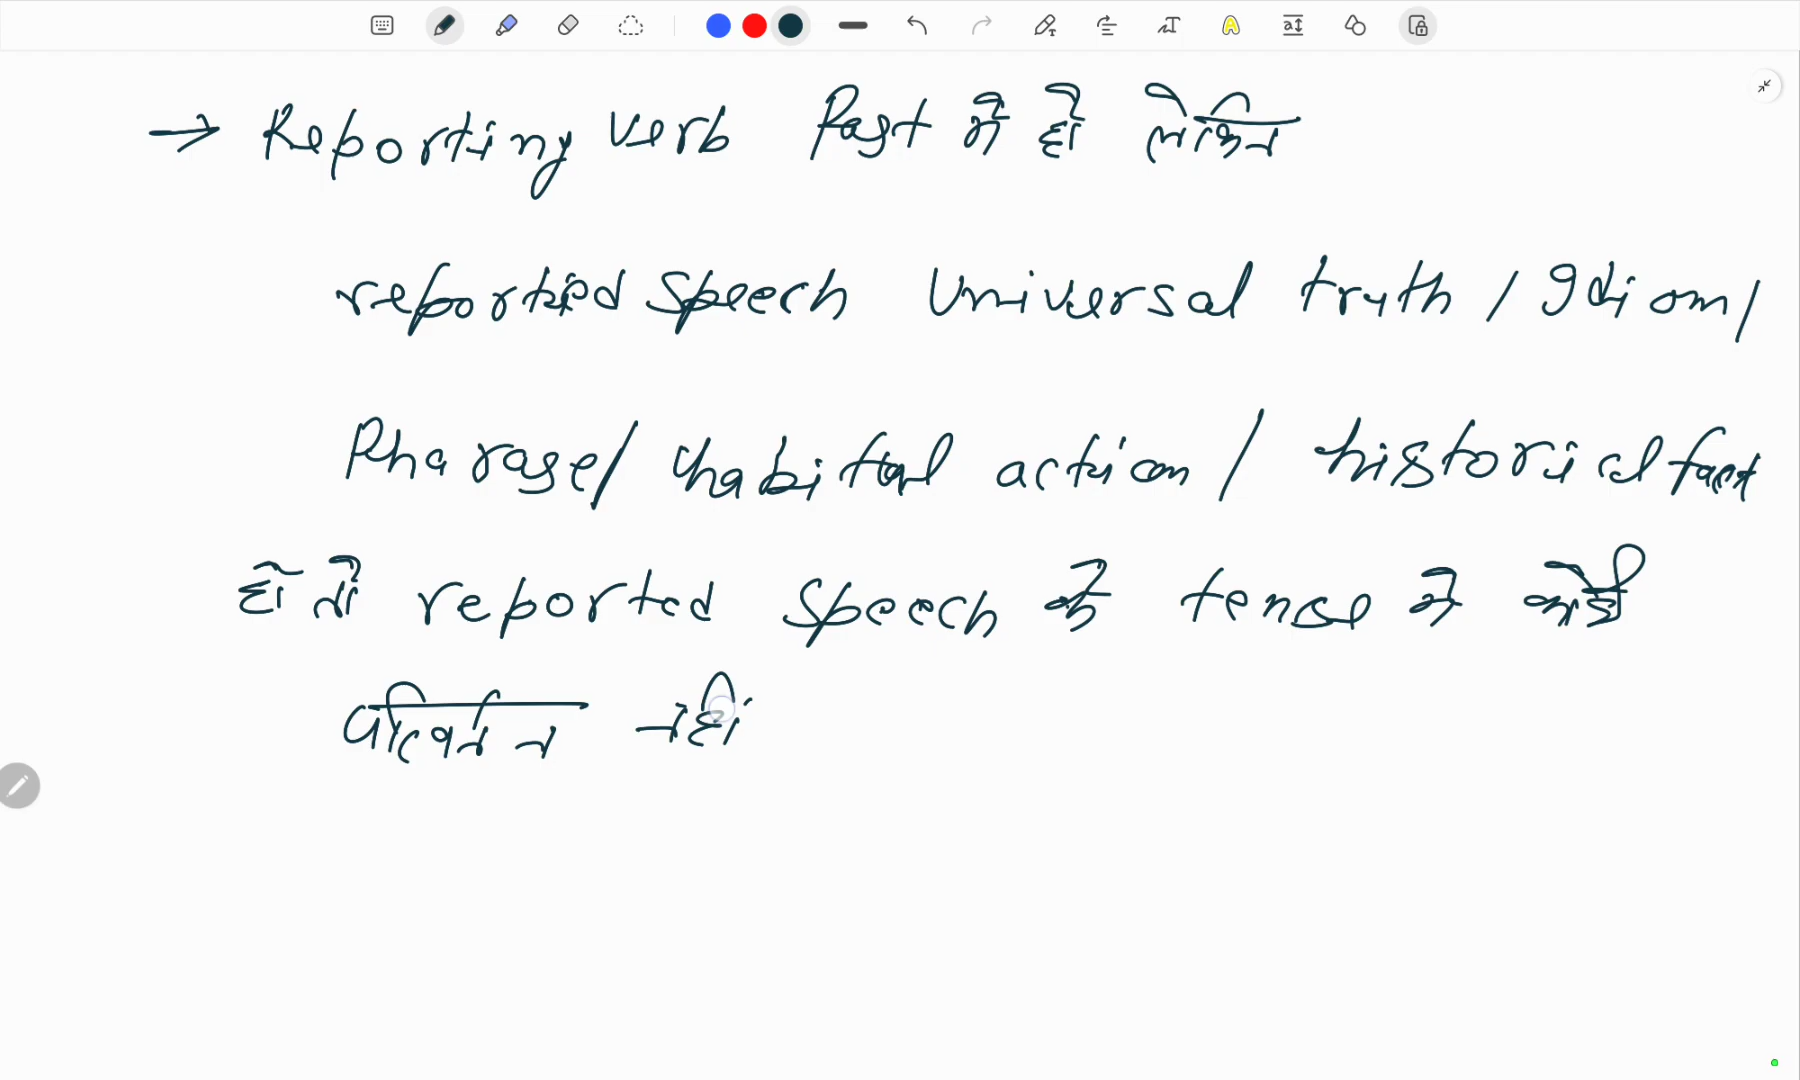 → Reporting verb Past में हो लेकिन
reported speech Universal truth / Idiom /
Pharase / habitual action / historical fact
हो तो reported speech के tense में कोई
परिवर्तन नहीं